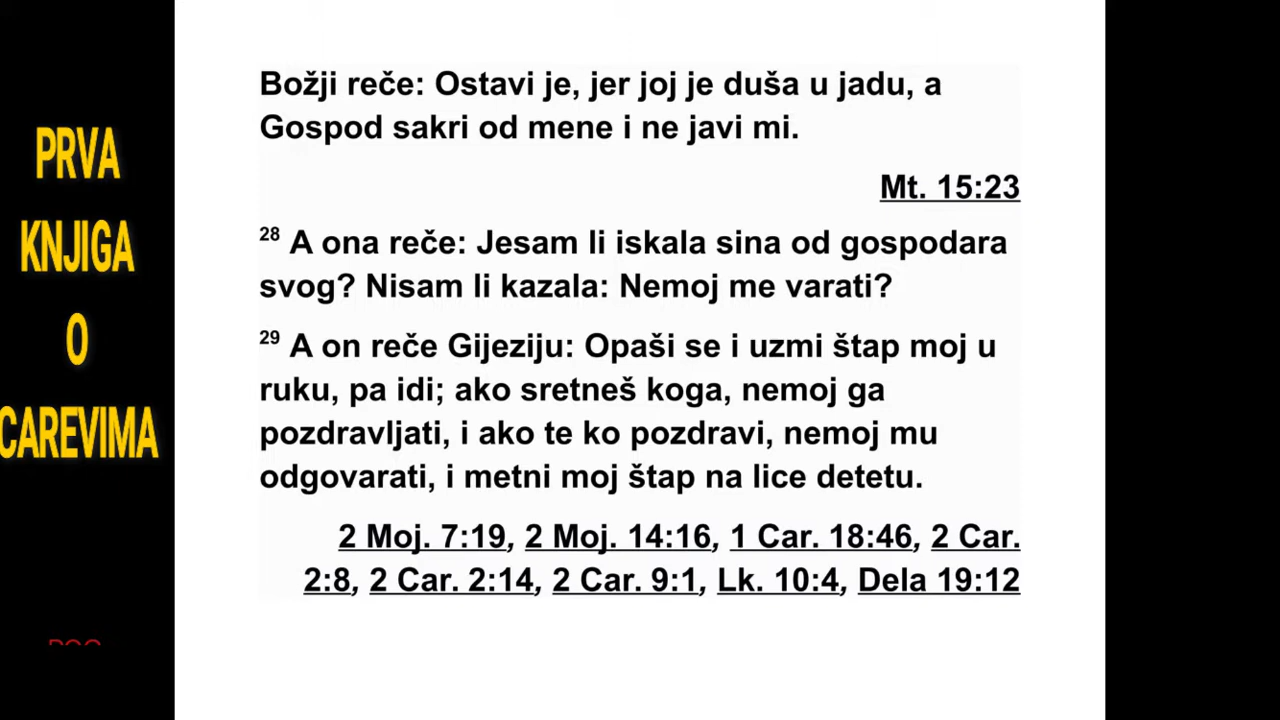 PRVA
KNJIGA
O
CAREVIMA
Božji reče: Ostavi je, jer joj je duša u jadu, a
Gospod sakri od mene i ne javi mi.
Mt. 15:23
28 A ona reče: Jesam li iskala sina od gospodara
svog? Nisam li kazala: Nemoj me varati?
29 A on reče Gijeziju: Opaši se i uzmi štap moj u
ruku, pa idi; ako sretneš koga, nemoj ga
pozdravljati, i ako te ko pozdravi, nemoj mu
odgovarati, i metni moj štap na lice detetu.
2 Moj. 7:19, 2 Moj. 14:16, 1 Car. 18:46, 2 Car.
2:8, 2 Car. 2:14, 2 Car. 9:1, Lk. 10:4, Dela 19:12